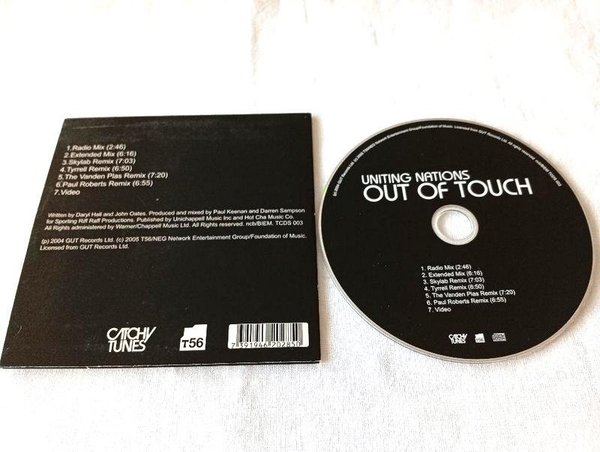 1.Radio Mix (2:46)
2.Extended Mix (6:16)
3.Skylab Remix (7:03)
4.Tyrrell Remix (6:50)
5.The Vanden Plas Remix (7:20)
6.Paul Roberts Remix (6:55)
7.Video
Written by Daryl Hall and John Oates. Produced and mixed by Paul Keenan and Darren Sampson
for Sporting Riff Raff Productions. Published by Unichappell Music Inc and Hot Cha Music Co.
All Rights administered by Warner/Chappell Music Ltd. All Rights reserved. ncb/BIEM. TCDS 003
(p) 2004 GUT Records Ltd. (c) 2005 T56/NEG Network Entertainment Group/Foundation of Music.
Licensed from GUT Records Ltd.
CATCHY
TUNES
T56
7 391946 202830
UNITING NATIONS
OUT OF TOUCH
1. Radio Mix (2:46)
2. Extended Mix (6:16)
3. Skylab Remix (7:03)
4. Tyrrell Remix (6:50)
5. The Vanden Plas Remix (7:20)
6. Paul Roberts Remix (6:55)
7. Video
CATCHY
TUNES